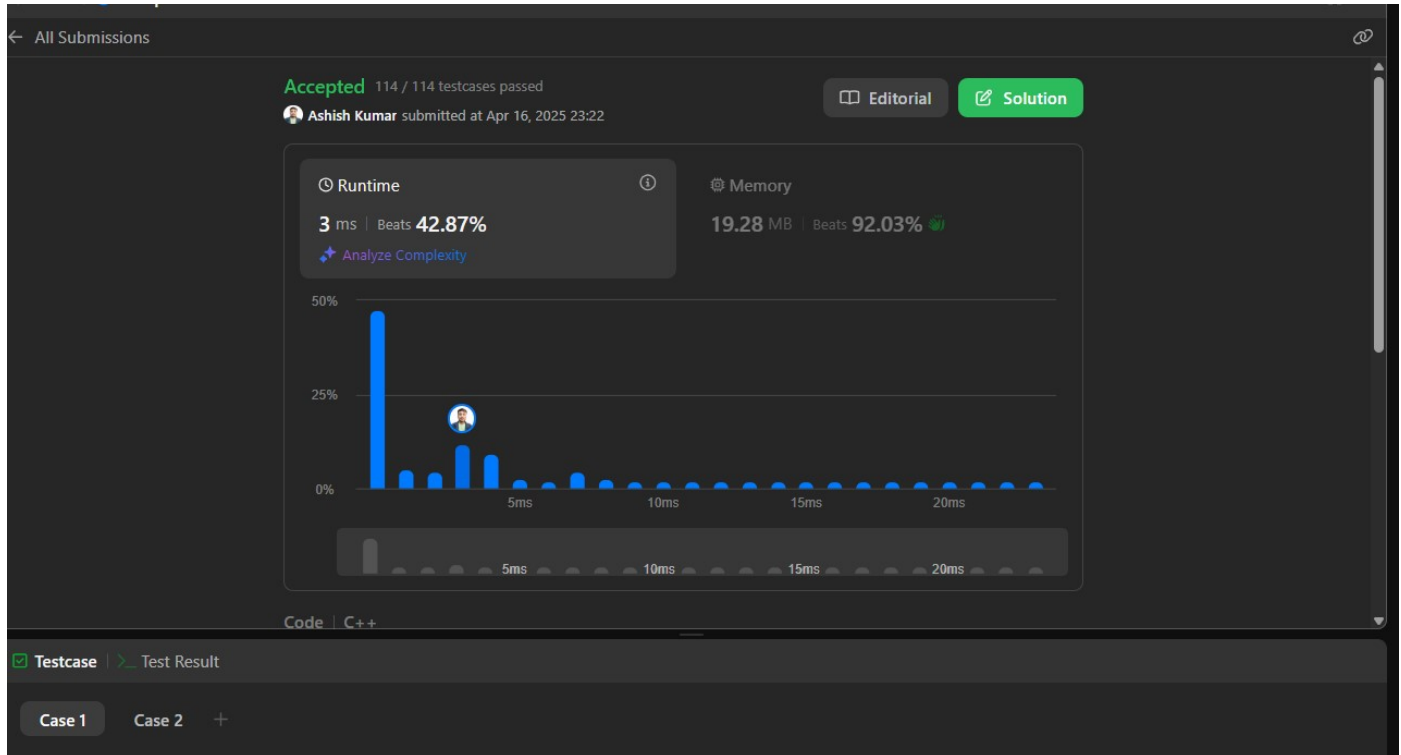 All Submissions
Accepted 114 / 114 testcases passed
Editorial
Solution
Ashish Kumar submitted at Apr 16, 2025 23:22
Runtime
Memory
3 ms | Beats 42.87%
19.28 MB | Beats 92.03%
Analyze Complexity
50%
25%
0%
5ms 10ms 15ms 20ms
5ms 10ms 15ms 20ms
Code | C++
Testcase | >_ Test Result
Case 1 Case 2 +